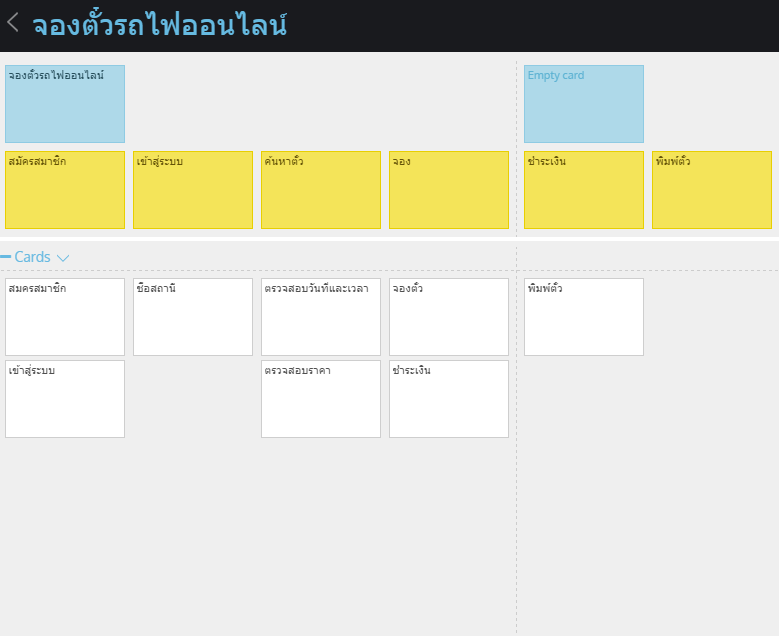 จองตั๋วรถไฟออนไลน์
จองตั๋วรถไฟออนไลน์
Empty card
สมัครสมาชิก
เข้าสู่ระบบ
ค้นหาตั๋ว
จอง
ชำระเงิน
พิมพ์ตั๋ว
Cards
สมครสมาชิก
ชื่อสถานี
ตรวจสอบวันที่และเวลา
จองตั๋ว
พิมพ์ตั๋ว
เข้าสู่ระบบ
ตรวจสอบราคา
ชำระเงิน